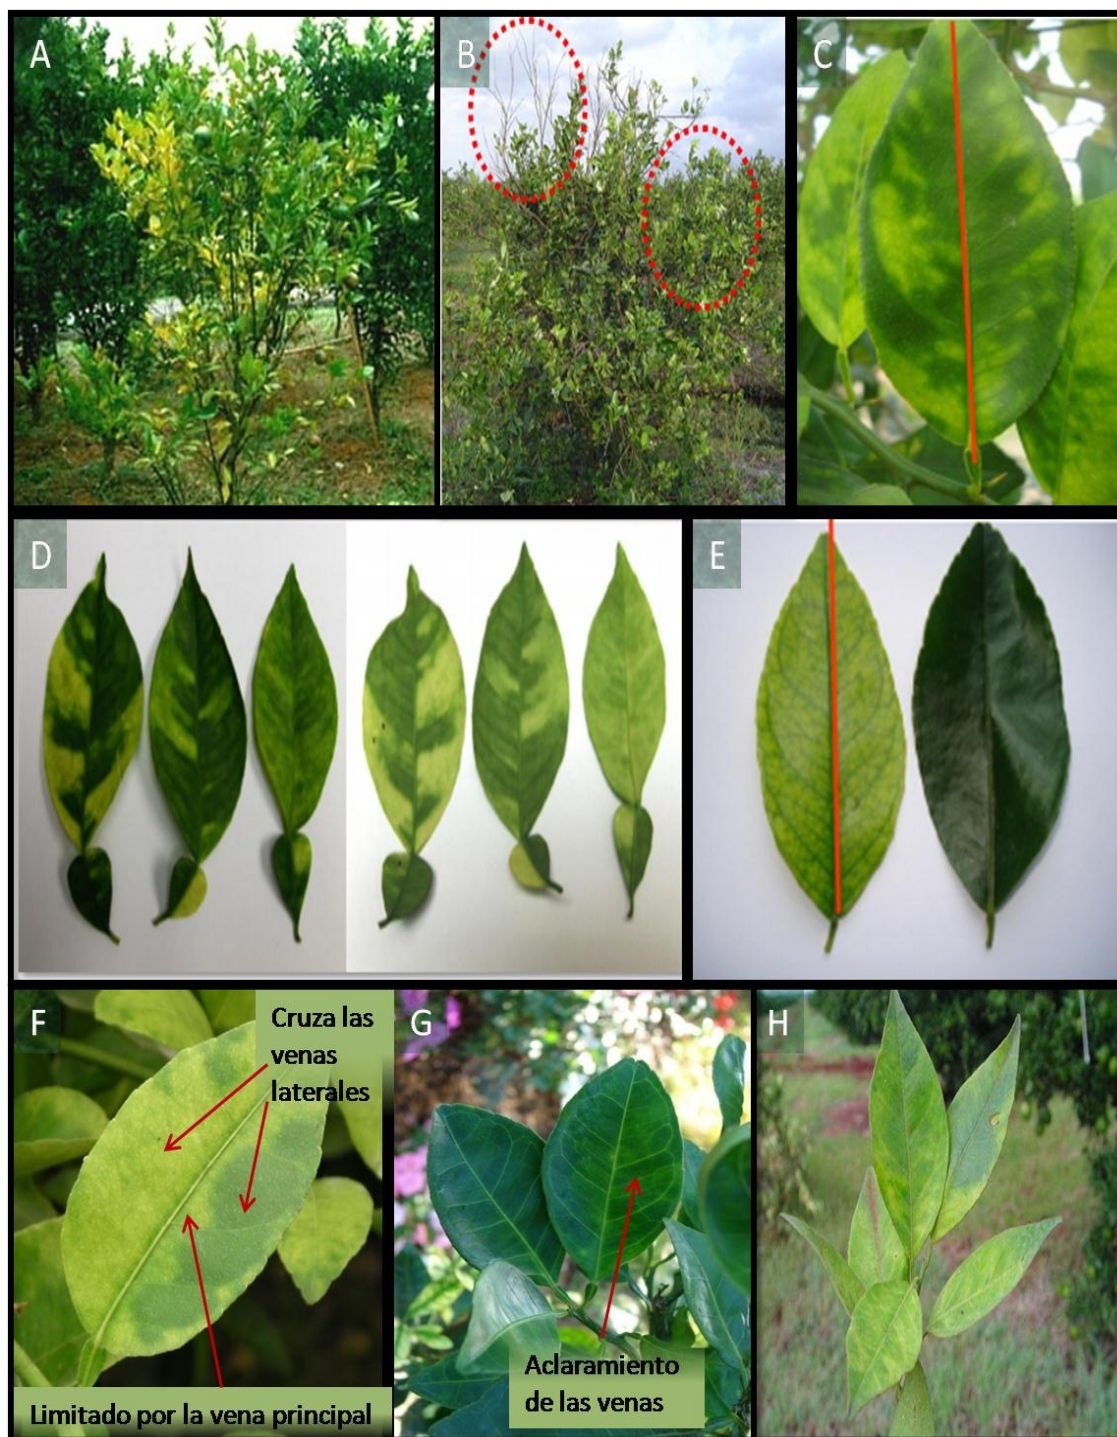 A
B
C
D
E
F
Cruza las
venas
laterales
Limitado por la vena principal
G
Aclaramiento
de las venas
H